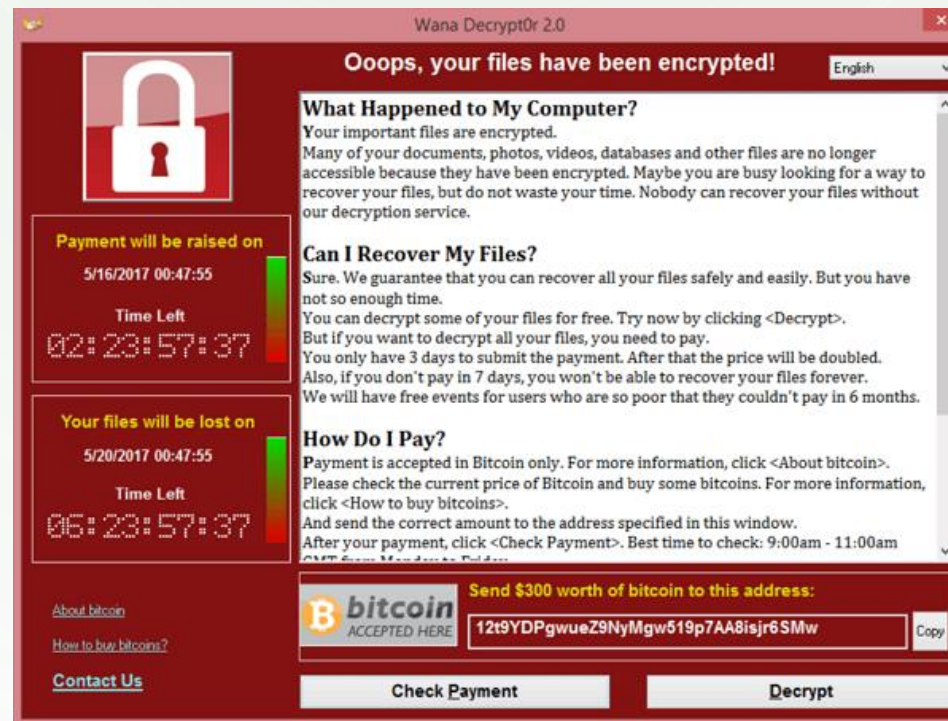 Wana Decrypt0r 2.0
Ooops, your files have been encrypted!
English
Payment will be raised on
5/16/2017 00:47:55
Time Left
02:23:57:37
Your files will be lost on
5/20/2017 00:47:55
Time Left
06:23:57:37
About bitcoin
How to buy bitcoins?
Contact Us
What Happened to My Computer?
Your important files are encrypted.
Many of your documents, photos, videos, databases and other files are no longer
accessible because they have been encrypted. Maybe you are busy looking for a way to
recover your files, but do not waste your time. Nobody can recover your files without
our decryption service.
Can I Recover My Files?
Sure. We guarantee that you can recover all your files safely and easily. But you have
not so enough time.
You can decrypt some of your files for free. Try now by clicking <Decrypt>.
But if you want to decrypt all your files, you need to pay.
You only have 3 days to submit the payment. After that the price will be doubled.
Also, if you don't pay in 7 days, you won't be able to recover your files forever.
We will have free events for users who are so poor that they couldn't pay in 6 months.
How Do I Pay?
Payment is accepted in Bitcoin only. For more information, click <About bitcoin>.
Please check the current price of Bitcoin and buy some bitcoins. For more information,
click <How to buy bitcoins>.
And send the correct amount to the address specified in this window.
After your payment, click <Check Payment>. Best time to check: 9:00am - 11:00am
GMT from Monday to Friday.
bitcoin
ACCEPTED HERE
Send $300 worth of bitcoin to this address:
12t9YDPgwueZ9NyMgw519p7AA8isjr6SMw
Copy
Check Payment
Decrypt